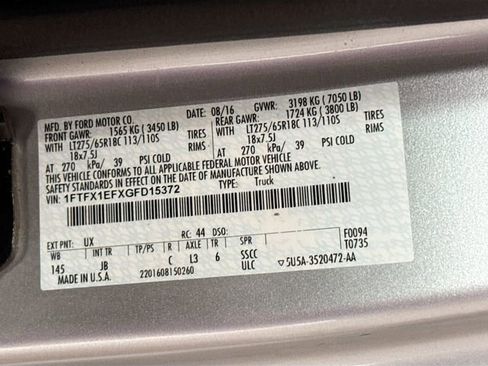 MFD. BY FORD MOTOR CO. 08/16 GVWR: 3198 KG (7050 LB)
FRONT GAWR: 1565 KG (3450 LB) REAR GAWR: 1724 KG (3800 LB)
WITH LT275/65R18C 113/110S TIRES WITH LT275/65R18C 113/110S TIRES
18x7.5J RIMS 18x7.5J RIMS
AT 270 kPa/ 39 PSI COLD AT 270 kPa/ 39 PSI COLD
THIS VEHICLE CONFORMS TO ALL APPLICABLE FEDERAL MOTOR VEHICLE SAFETY
STANDARDS IN EFFECT ON THE DATE OF MANUFACTURE SHOWN ABOVE.
VIN: 1FTFX1EFXGFD15372 TYPE: Truck
EXT PNT: UX RC: 44 DSO: F0094
WB TR TP/PS R AXLE TR SPR T0735
145 JB C L3 6 SSCC
MADE IN U.S.A. 2201608150260 ULC ▽5U5A-3520472-AA